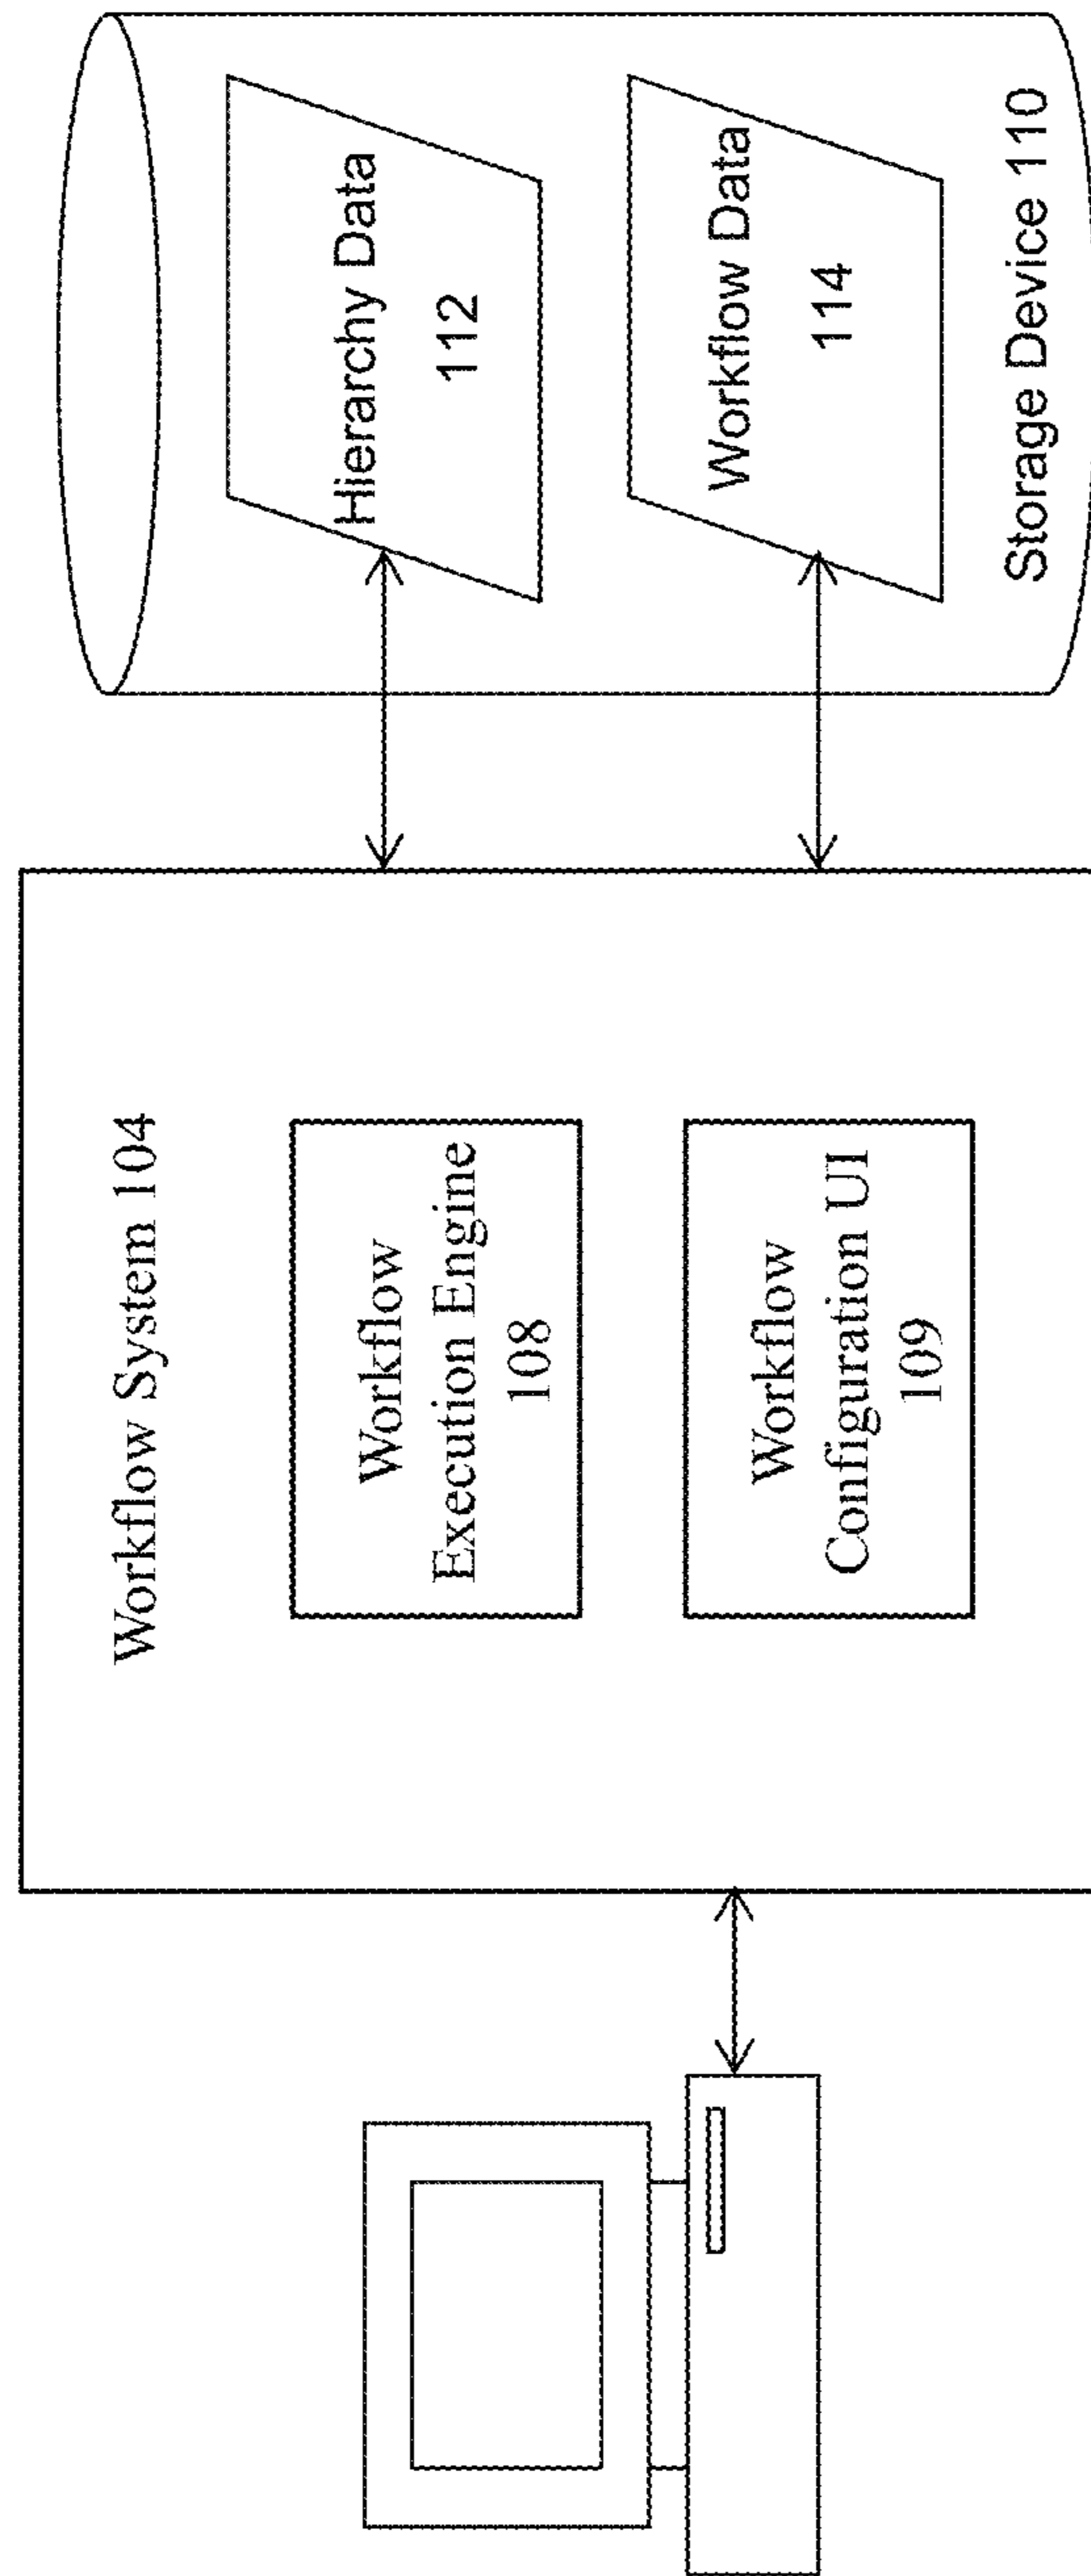 Workflow System 104
Workflow
Execution Engine
108
Workflow
Configuration UI
109
Hierarchy Data
112
Workflow Data
114
Storage Device 110